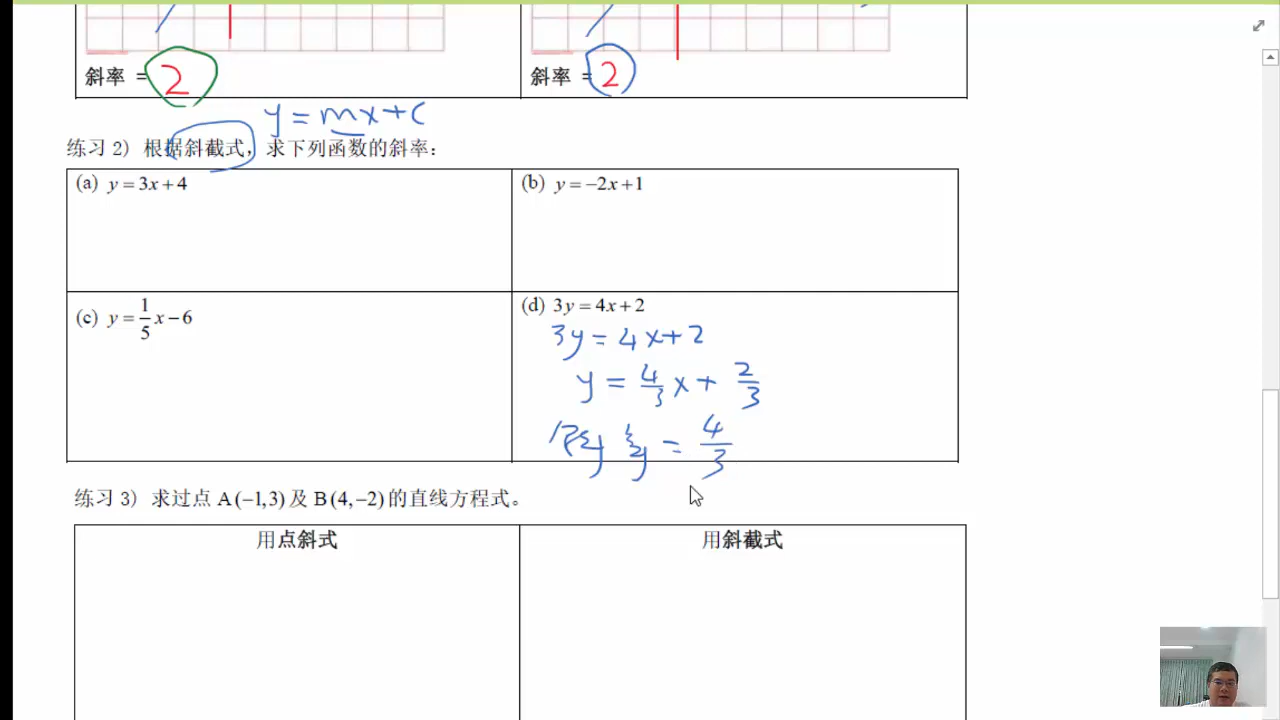 斜率 = 2
斜率 = 2
y = mx + c
练习 2) 根据斜截式，求下列函数的斜率：
(a) y = 3x + 4
(b) y = −2x + 1
(c) y = 1/5 x − 6
(d) 3y = 4x + 2
3y = 4x + 2
y = 4/3 x + 2/3
斜率 = 4/3
练习 3) 求过点 A(−1,3) 及 B(4,−2) 的直线方程式。
用点斜式
用斜截式